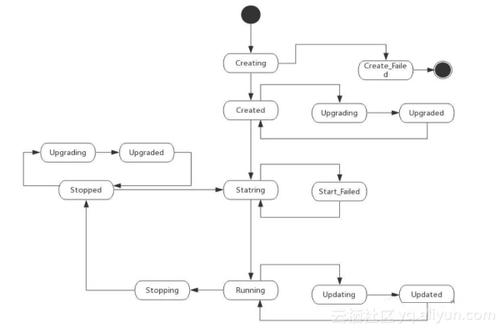 Creating
Create_Faile
d
Created
Upgrading
Upgraded
Upgrading
Upgraded
Stopped
Statring
Start_Failed
Stopping
Running
Updating
Updated
云栖社区 yq.aliyun.com